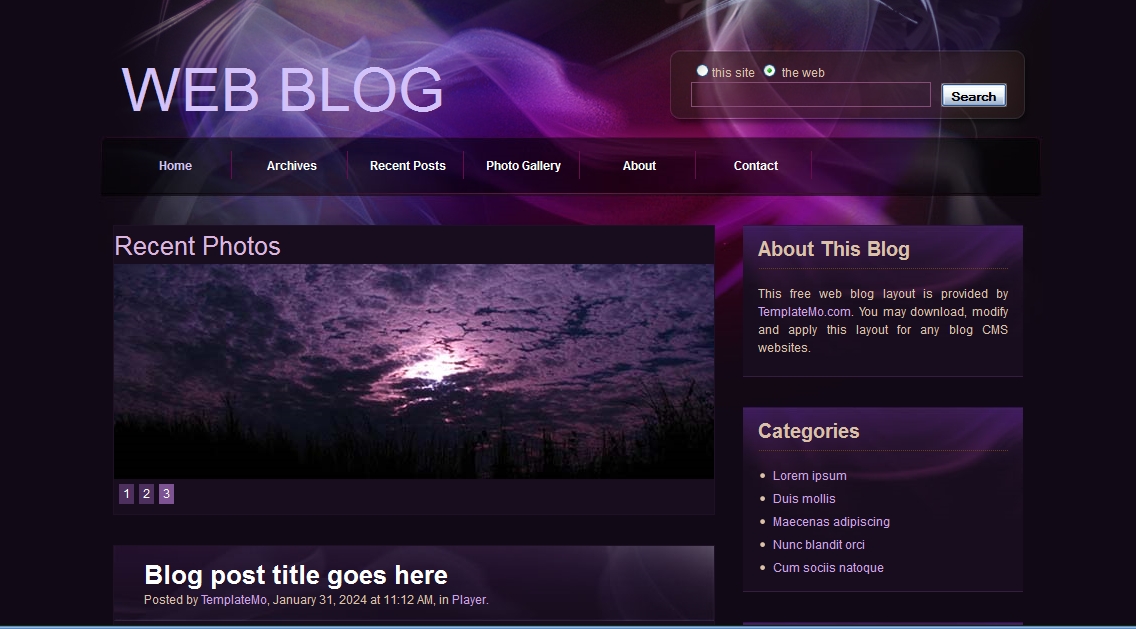 WEB BLOG
this site the web
Search
Home Archives Recent Posts Photo Gallery About Contact
Recent Photos
1 2 3
Blog post title goes here
Posted by TemplateMo, January 31, 2024 at 11:12 AM, in Player.
About This Blog
This free web blog layout is provided by
TemplateMo.com. You may download, modify
and apply this layout for any blog CMS
websites.
Categories
Lorem ipsum
Duis mollis
Maecenas adipiscing
Nunc blandit orci
Cum sociis natoque